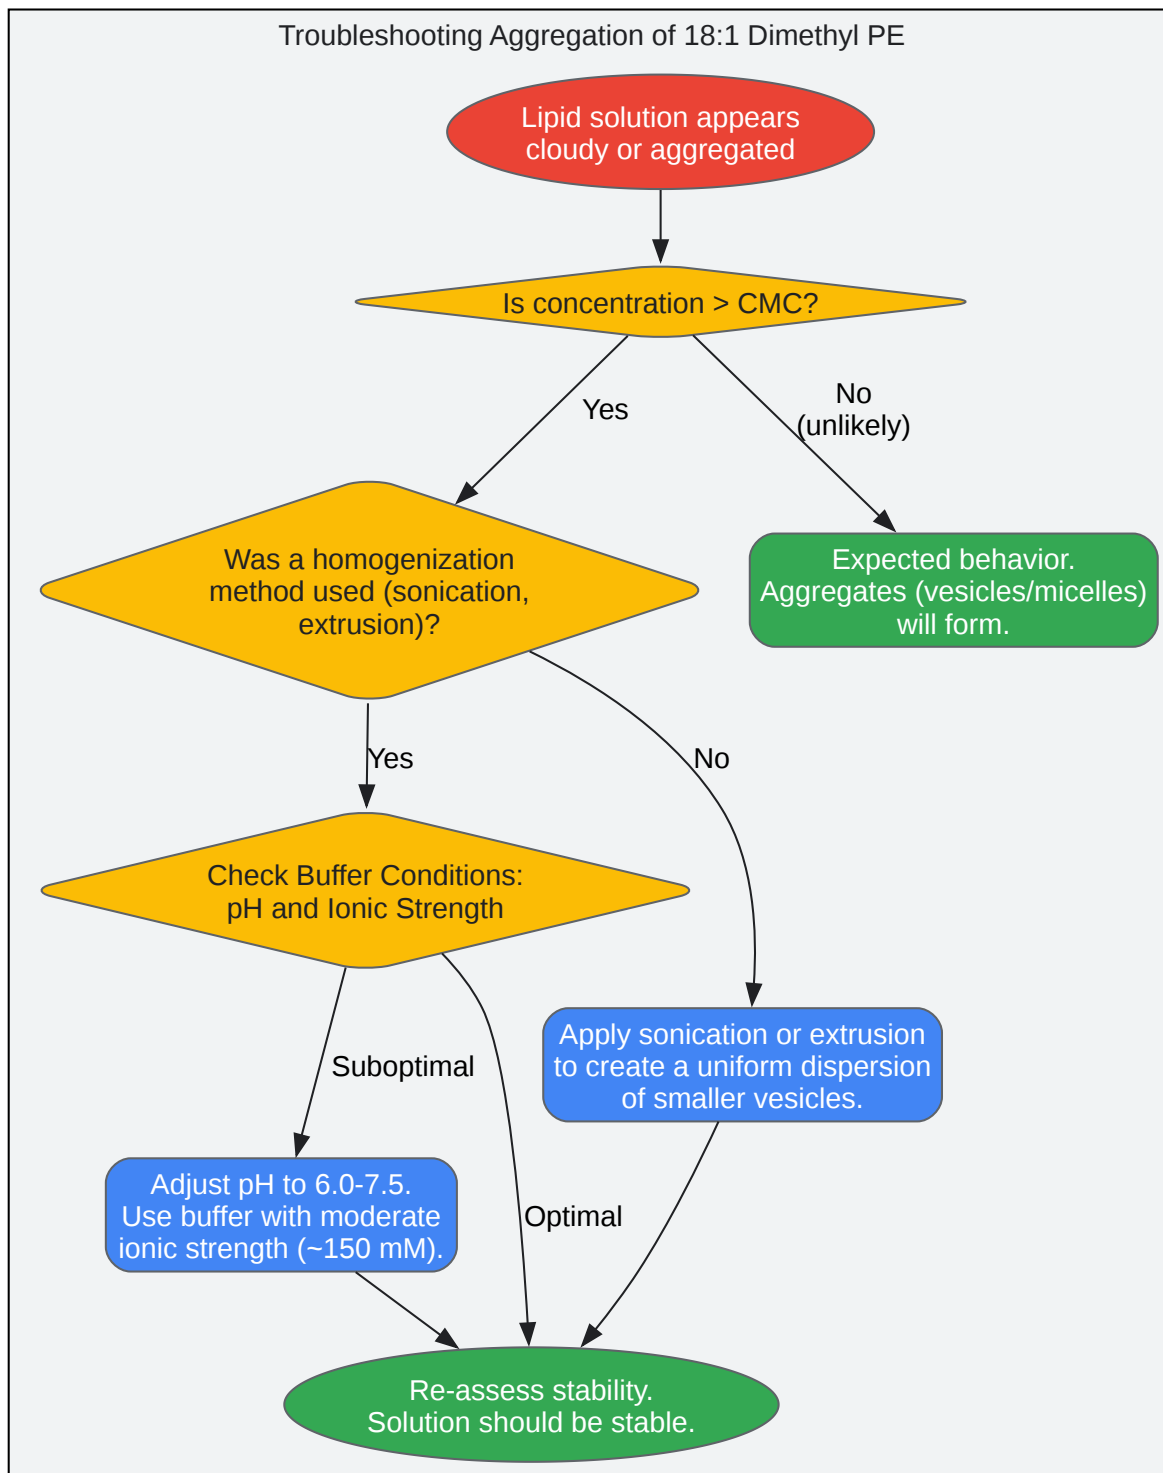 Troubleshooting Aggregation of 18:1 Dimethyl PE
Lipid solution appears
cloudy or aggregated
Is concentration > CMC?
Yes
No
(unlikely)
Was a homogenization
method used (sonication,
extrusion)?
Expected behavior.
Aggregates (vesicles/micelles)
will form.
Yes
No
Check Buffer Conditions:
pH and Ionic Strength
Suboptimal
Apply sonication or extrusion
to create a uniform dispersion
of smaller vesicles.
Adjust pH to 6.0-7.5.
Use buffer with moderate
ionic strength (~150 mM).
Optimal
Re-assess stability.
Solution should be stable.